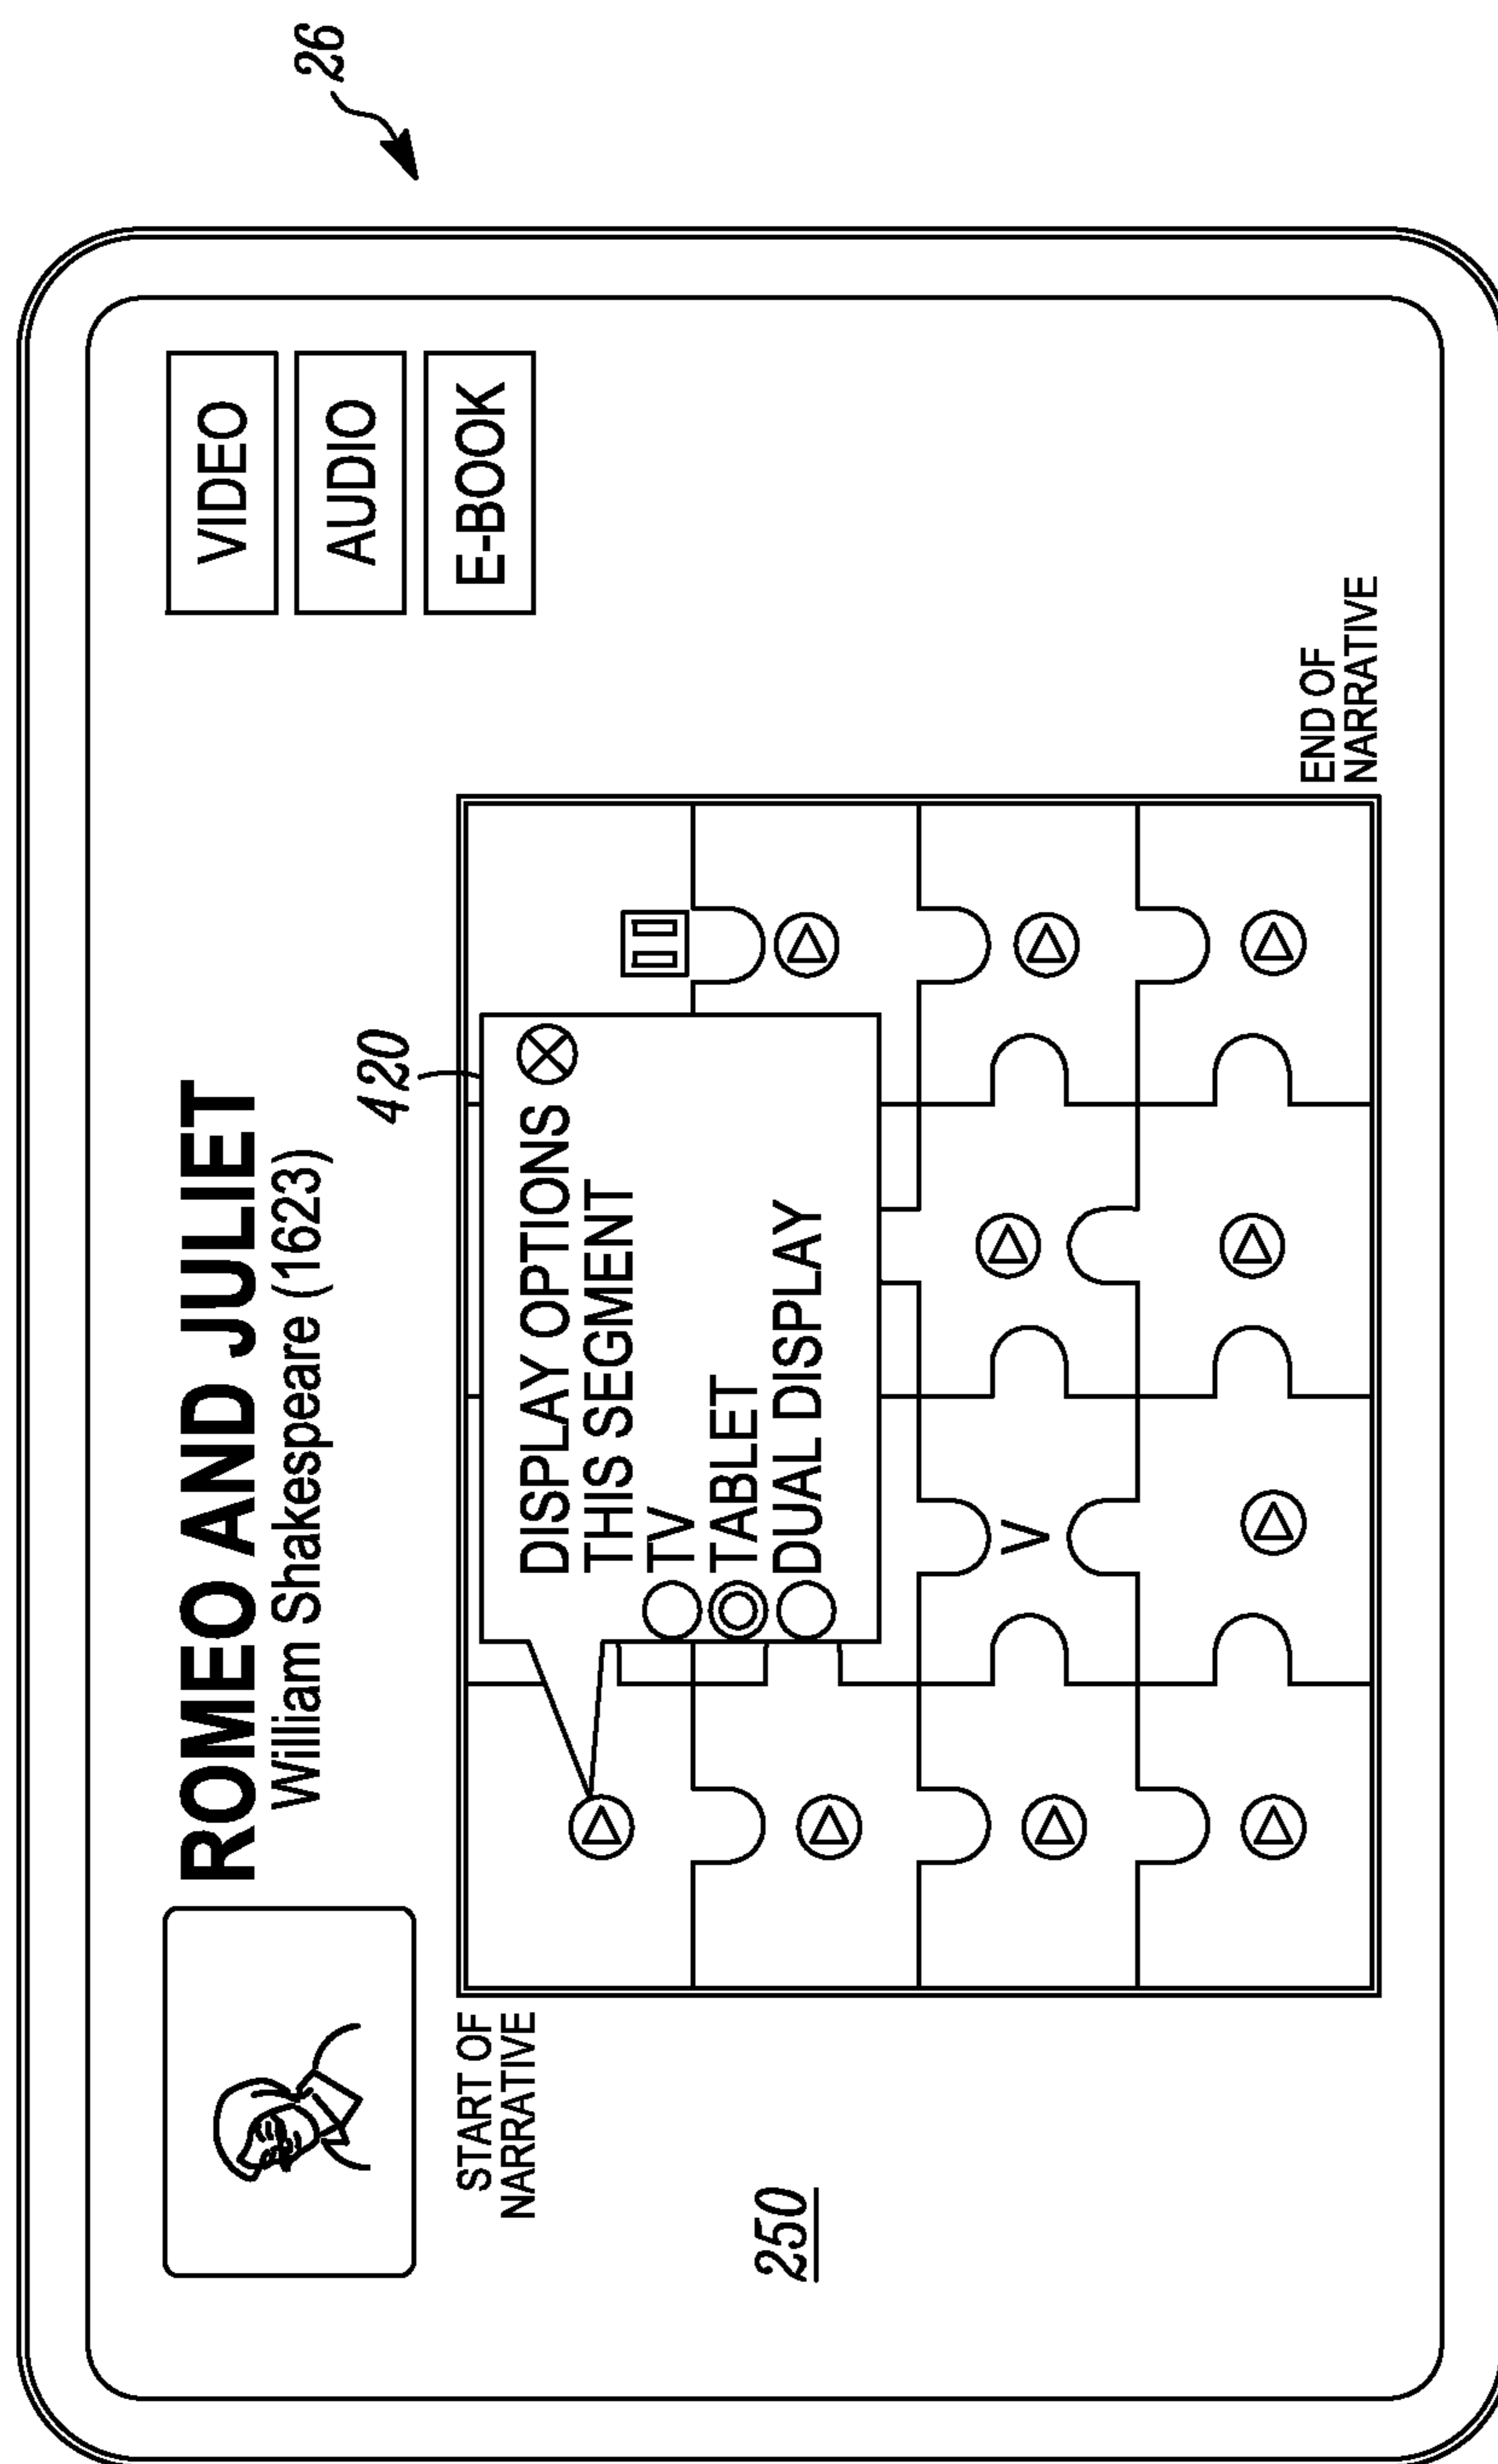 26
ROMEO AND JULIET
William Shakespeare (1623)
VIDEO
AUDIO
E-BOOK
420
START OF
NARRATIVE
DISPLAY OPTIONS
THIS SEGMENT
TV
TABLET
DUAL DISPLAY
V
250
END OF
NARRATIVE